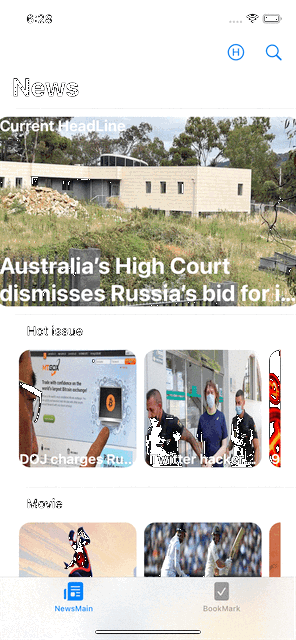 6:28
H
News
Current HeadLine
Australia's High Court
dismisses Russia's bid for i...
Hot issue
DOJ charges Ru...
Twitter hacker...
9
Movie
NewsMain
BookMark